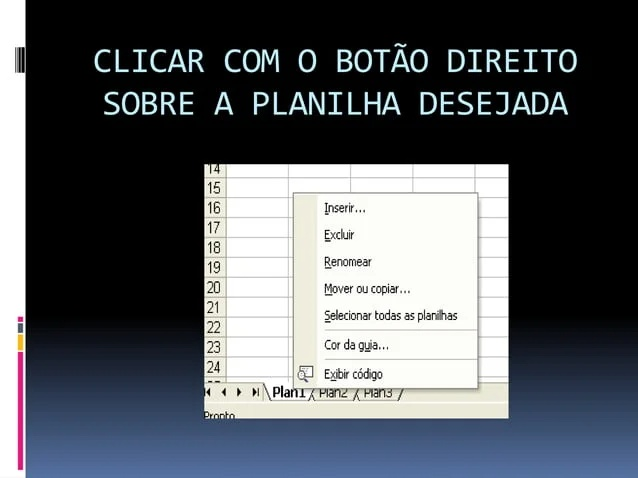 CLICAR COM O BOTÃO DIREITO
SOBRE A PLANILHA DESEJADA
14
15
16
17
18
19
20
21
22
23
24
Inserir...
Excluir
Renomear
Mover ou copiar...
Selecionar todas as planilhas
Cor da guia...
Exibir código
Plan1 Plan2 Plan3
Pronto